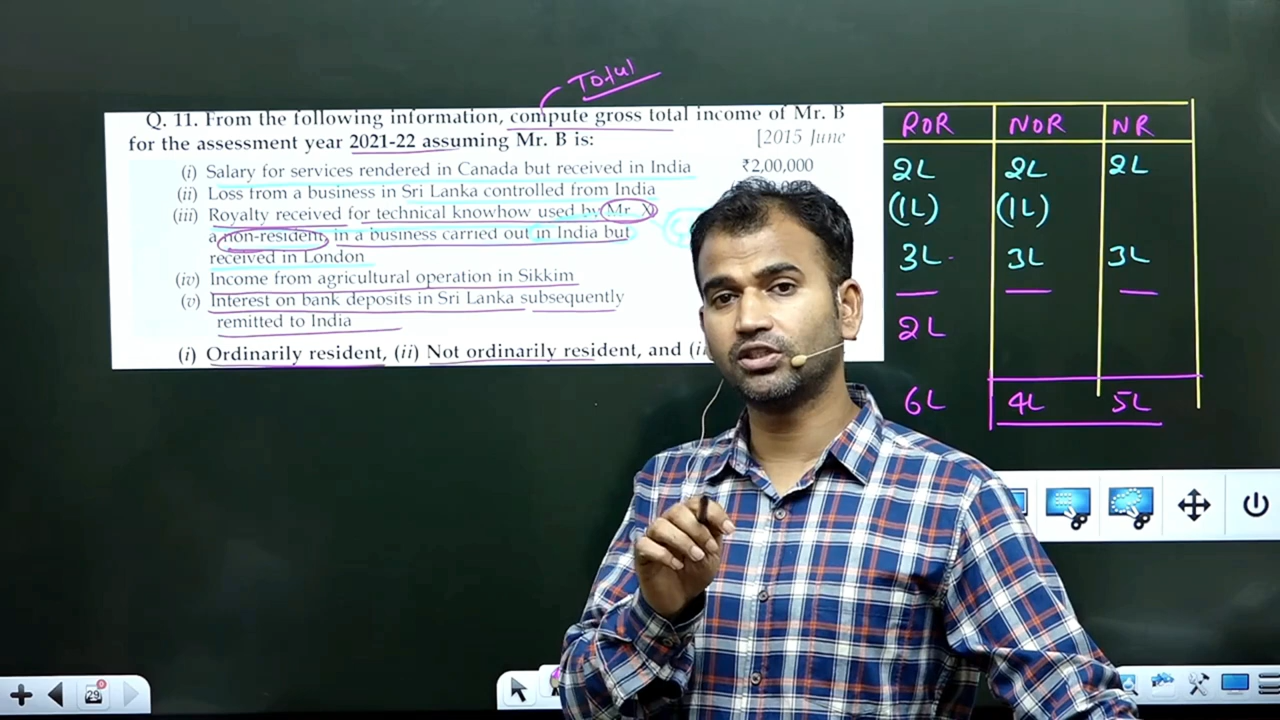 Total
Q. 11. From the following information, compute gross total income of Mr. B
for the assessment year 2021-22 assuming Mr. B is:
[2015 June
(i) Salary for services rendered in Canada but received in India
₹2,00,000
(ii) Loss from a business in Sri Lanka controlled from India
(iii) Royalty received for technical knowhow used by Mr. X
a non-resident, in a business carried out in India but
received in London
(iv) Income from agricultural operation in Sikkim
(v) Interest on bank deposits in Sri Lanka subsequently
remitted to India
(i) Ordinarily resident, (ii) Not ordinarily resident, and
ROR NOR NR
2L 2L 2L
(1L) (1L)
3L 3L 3L
2L
6L 4L 5L
29